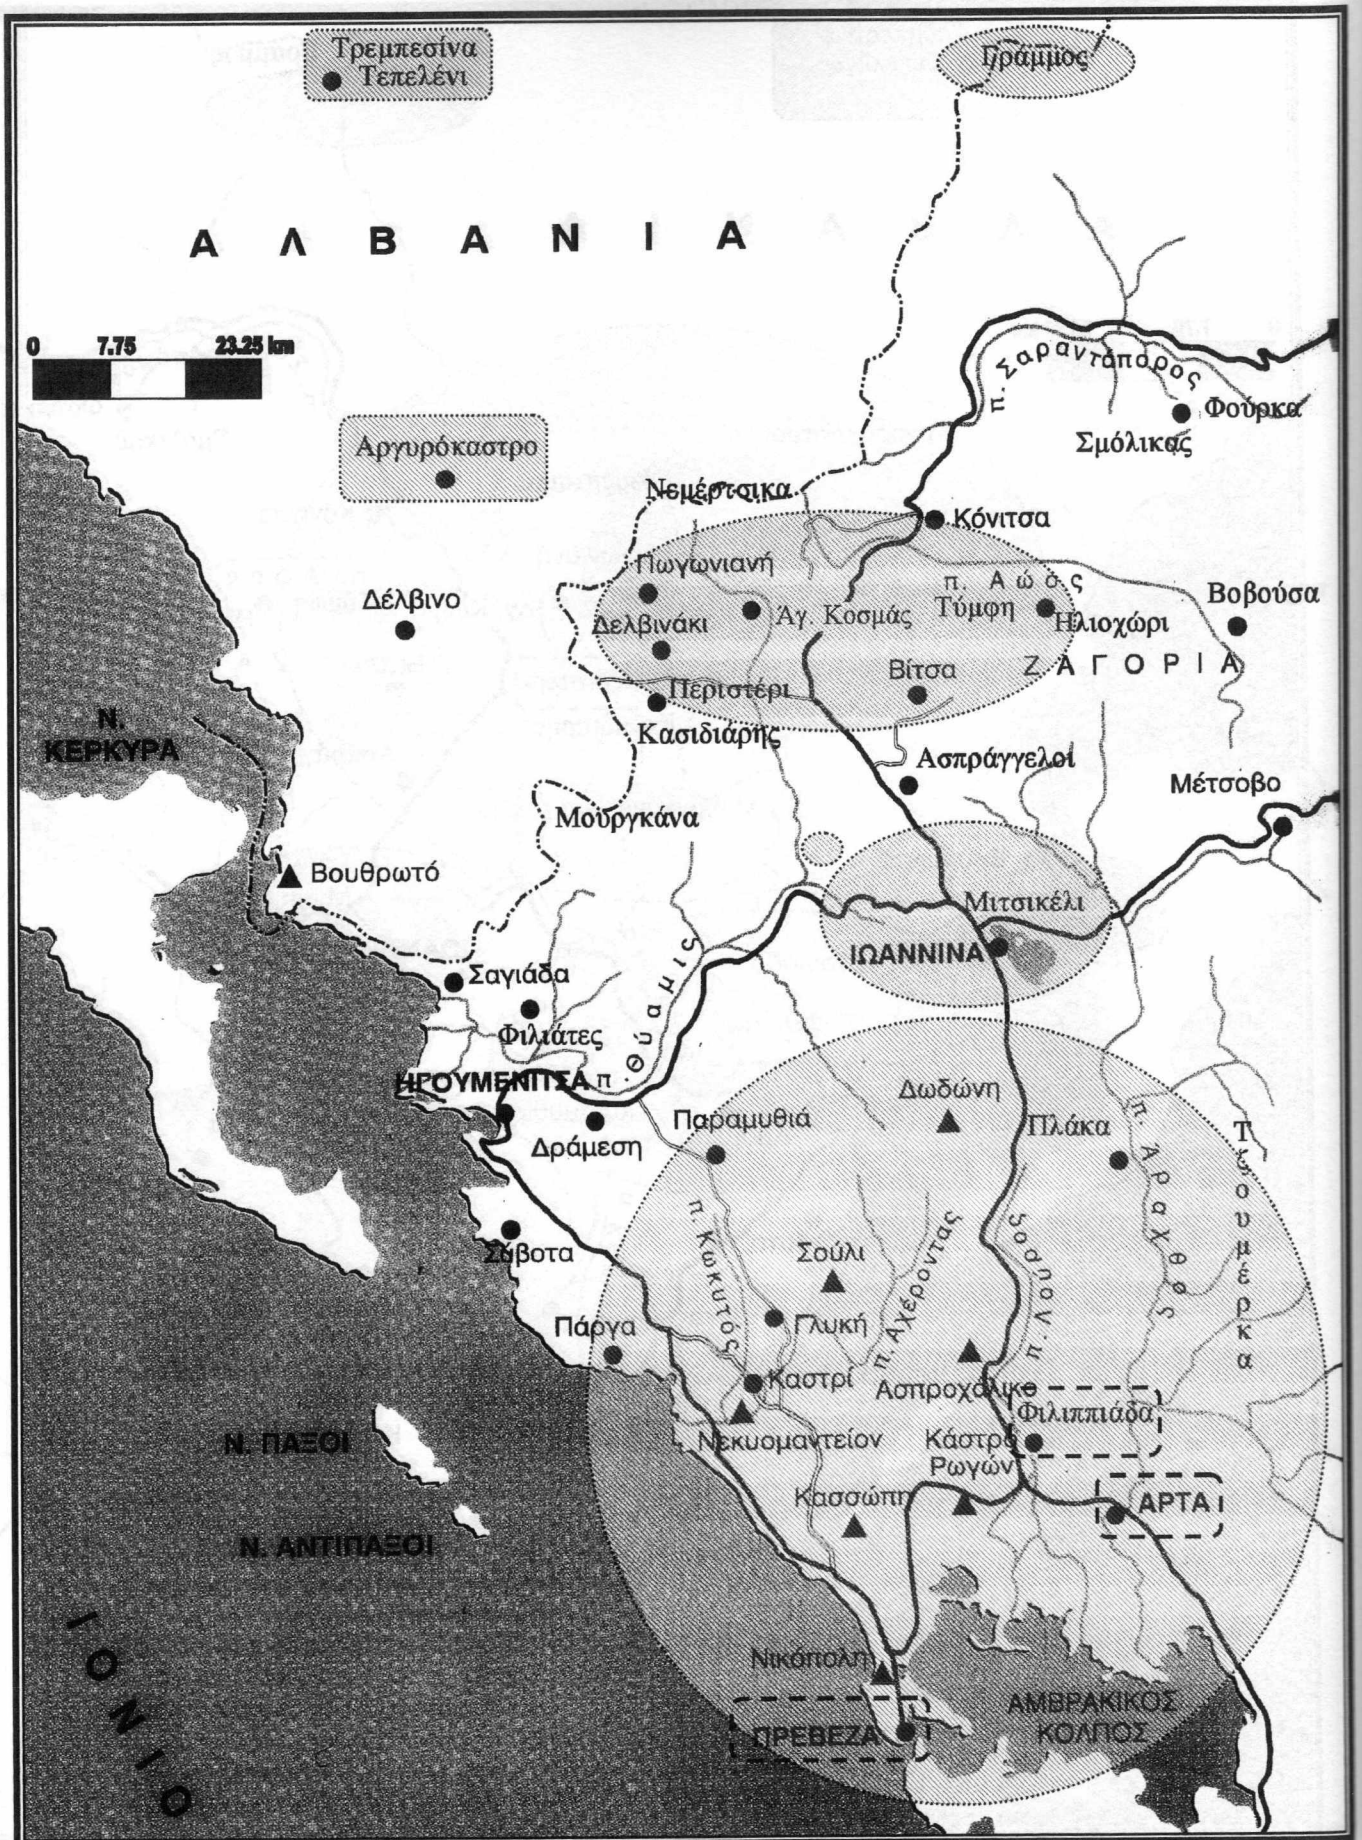 Τρεμπεσίνα
Τεπελένι
Γράμμος
ΑΛΒΑΝΙΑ
0 7.75 23.25 km
π. Σαραντάπορος
Φούρκα
Σμόλικας
Αργυρόκαστρο
Νεμέρτσικα
Κόνιτσα
Πωγωνιανή
π. Αώος
Δέλβινο
Άγ. Κοσμάς
Τύμφη
Βοβούσα
Δελβινάκι
Ηλιοχώρι
Βίτσα
ΖΑΓΟΡΙΑ
Περιστέρι
Ν.
ΚΕΡΚΥΡΑ
Κασιδιάρης
Ασπράγγελοι
Μέτσοβο
Μουργκάνα
Βουθρωτό
Μιτσικέλι
ΙΩΑΝΝΙΝΑ
Σαγιάδα
Φιλιάτες
π. Θύαμις
ΗΓΟΥΜΕΝΙΤΣΑ
Δωδώνη
Παραμυθιά
Πλάκα
Δράμεση
π. Άραχθος
Τζουμέρκα
π. Κωκυτός
Σούλι
π. Αχέροντας
π. Λούρος
Σύβοτα
Πάργα
Γλυκή
Καστρί
Ασπροχάλικο
Φιλιππιάδα
Νεκυομαντείον
Κάστρο
Ρωγών
Ν. ΠΑΞΟΙ
Κασσώπη
ΑΡΤΑ
Ν. ΑΝΤΙΠΑΞΟΙ
ΙΟΝΙΟ
Νικόπολη
ΑΜΒΡΑΚΙΚΟΣ
ΚΟΛΠΟΣ
ΠΡΕΒΕΖΑ